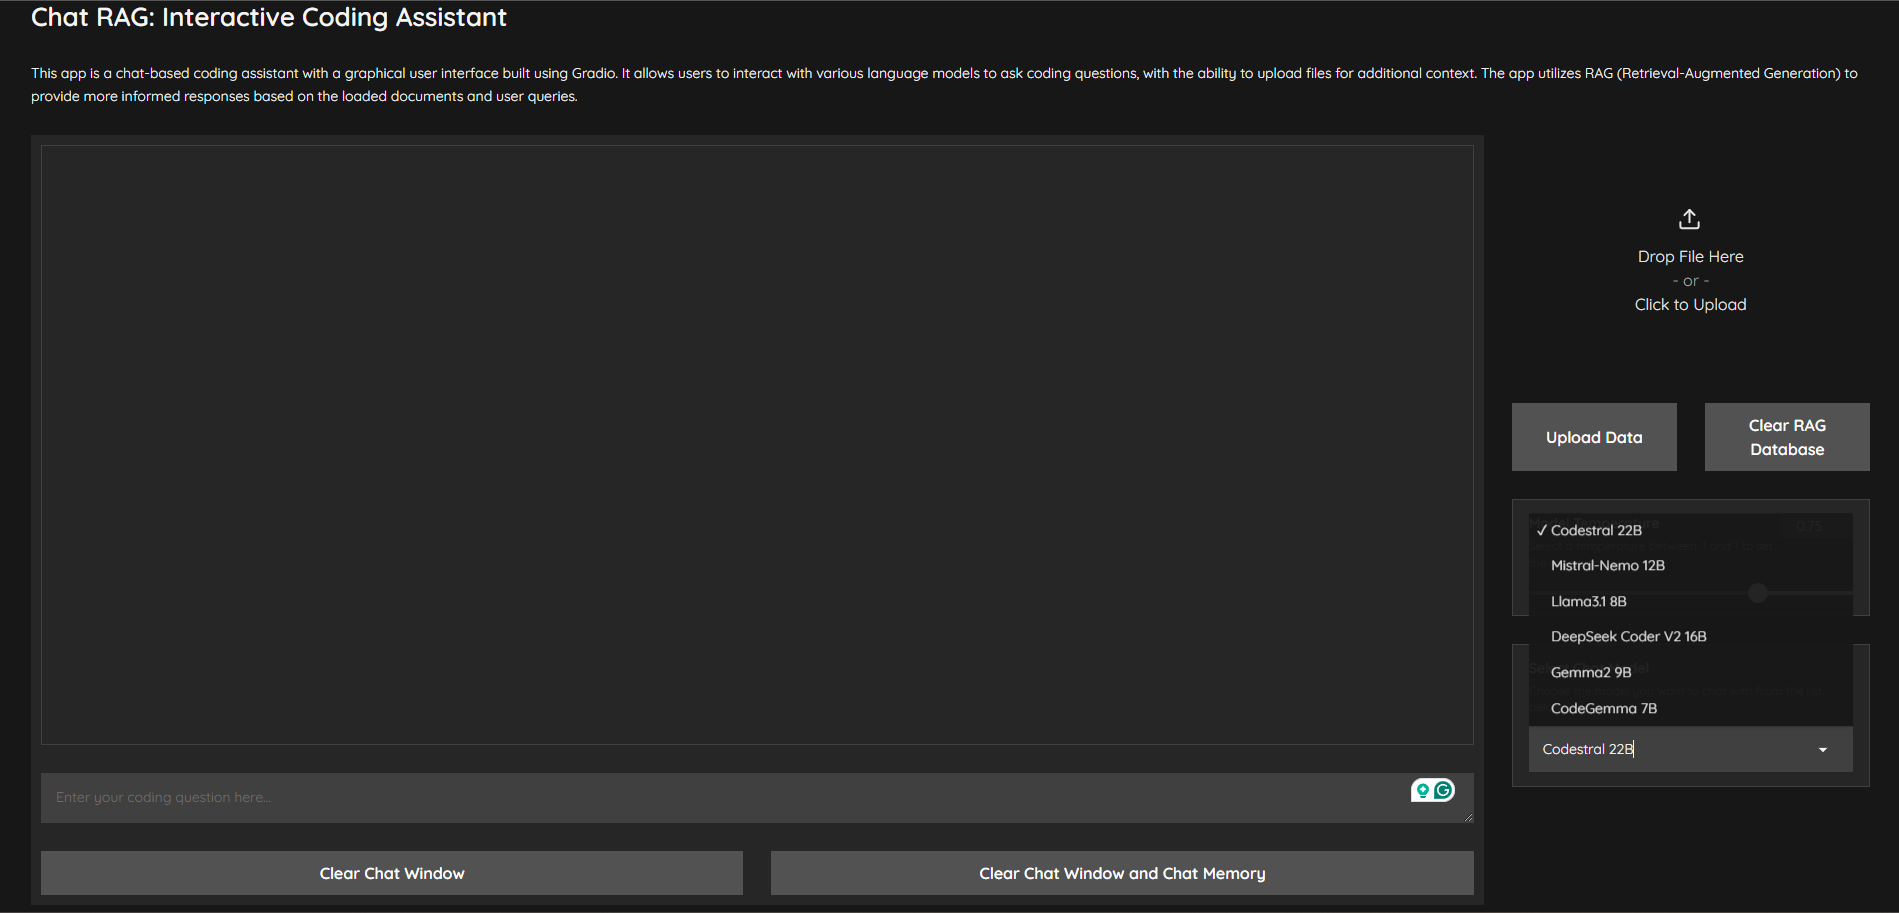 Chat RAG: Interactive Coding Assistant
This app is a chat-based coding assistant with a graphical user interface built using Gradio. It allows users to interact with various language models to ask coding questions, with the ability to upload files for additional context. The app utilizes RAG (Retrieval-Augmented Generation) to
provide more informed responses based on the loaded documents and user queries.
Drop File Here
- or -
Click to Upload
Upload Data
Clear RAG
Database
0.75
✓ Codestral 22B
Mistral-Nemo 12B
Llama3.1 8B
DeepSeek Coder V2 16B
Gemma2 9B
CodeGemma 7B
Codestral 22B
Enter your coding question here...
Clear Chat Window
Clear Chat Window and Chat Memory